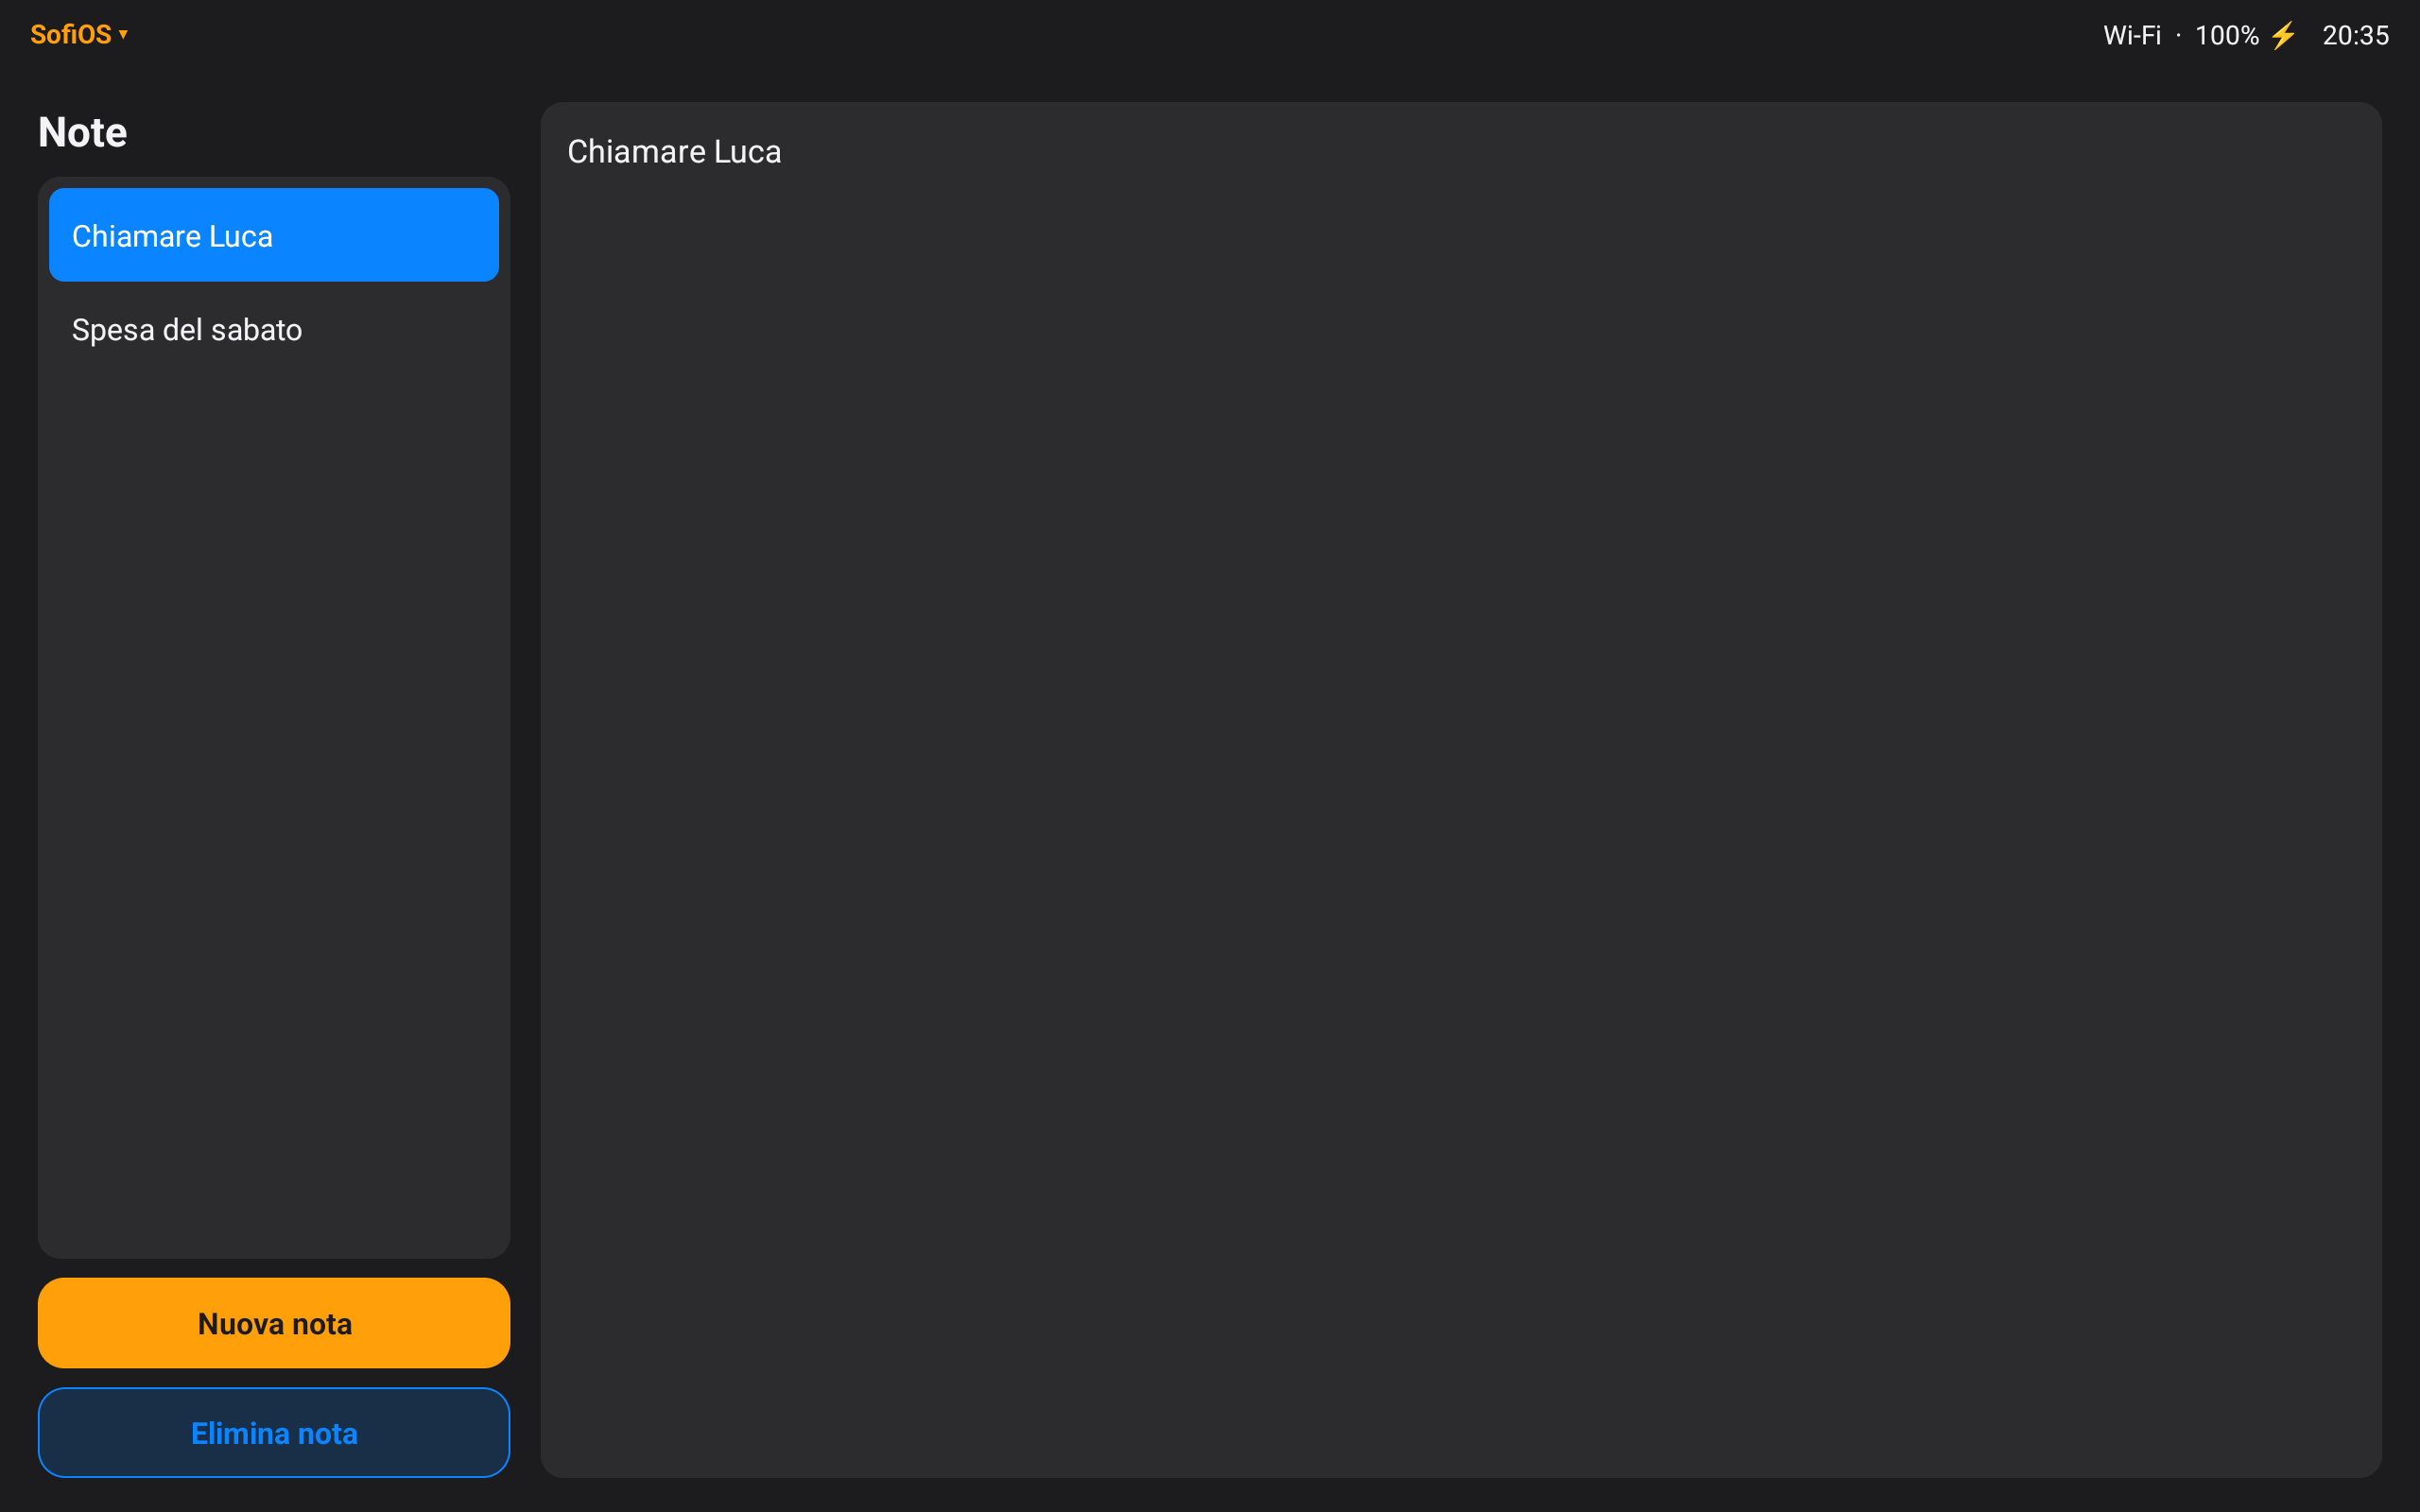 SofiOS ▾
Wi-Fi · 100% ⚡ 20:35
Note
Chiamare Luca
Spesa del sabato
Nuova nota
Elimina nota
Chiamare Luca